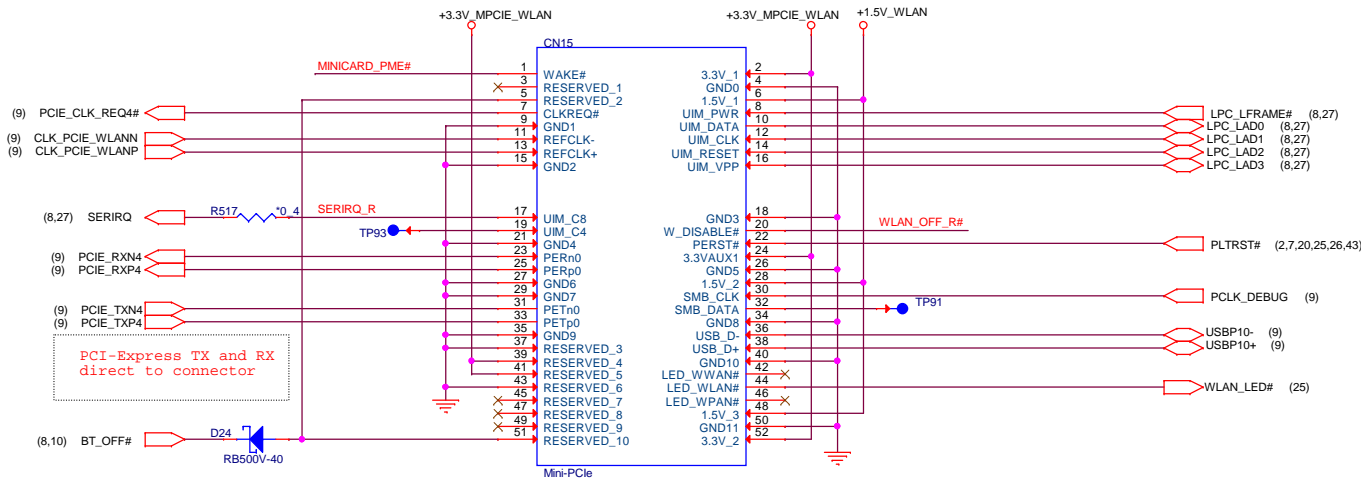 +3.3V_MPCIE_WLAN +3.3V_MPCIE_WLAN +1.5V_WLAN
CN15
MINICARD_PME# 1 WAKE# 3.3V_1 2
3 RESERVED_1 GND0 4
5 RESERVED_2 1.5V_1 6
(9) PCIE_CLK_REQ4# 7 CLKREQ# UIM_PWR 8 LPC_LFRAME# (8,27)
9 GND1 UIM_DATA 10 LPC_LAD0 (8,27)
(9) CLK_PCIE_WLANN 11 REFCLK- UIM_CLK 12 LPC_LAD1 (8,27)
(9) CLK_PCIE_WLANP 13 REFCLK+ UIM_RESET 14 LPC_LAD2 (8,27)
15 GND2 UIM_VPP 16 LPC_LAD3 (8,27)
(8,27) SERIRQ R517 *0_4 SERIRQ_R 17 UIM_C8 GND3 18
TP93 19 UIM_C4 W_DISABLE# 20 WLAN_OFF_R#
21 GND4 PERST# 22 PLTRST# (2,7,20,25,26,43)
(9) PCIE_RXN4 23 PERn0 3.3VAUX1 24
(9) PCIE_RXP4 25 PERp0 GND5 26
27 GND6 1.5V_2 28
29 GND7 SMB_CLK 30 PCLK_DEBUG (9)
(9) PCIE_TXN4 31 PETn0 SMB_DATA 32 TP91
(9) PCIE_TXP4 33 PETp0 GND8 34
35 GND9 USB_D- 36 USBP10- (9)
37 RESERVED_3 USB_D+ 38 USBP10+ (9)
PCI-Express TX and RX
direct to connector
39 RESERVED_4 GND10 40
41 RESERVED_5 LED_WWAN# 42
43 RESERVED_6 LED_WLAN# 44 WLAN_LED# (25)
45 RESERVED_7 LED_WPAN# 46
47 RESERVED_8 1.5V_3 48
49 RESERVED_9 GND11 50
(8,10) BT_OFF# D24 51 RESERVED_10 3.3V_2 52
RB500V-40
Mini-PCIe